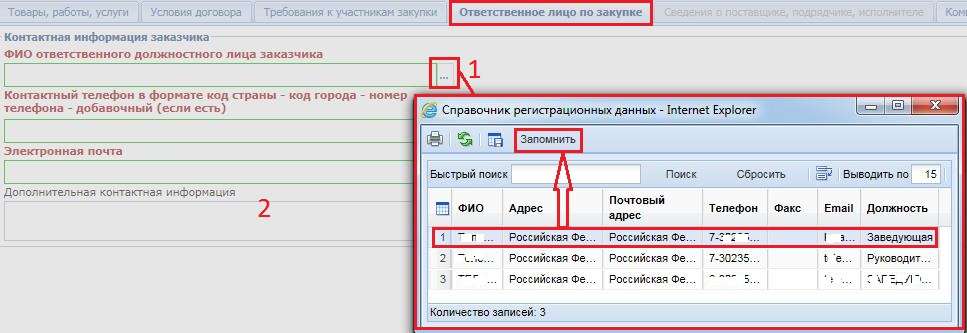 Товары, работы, услуги Условия договора Требования к участникам закупки Ответственное лицо по закупке Сведения о поставщике, подрядчике, исполнителе
Контактная информация заказчика
ФИО ответственного должностного лица заказчика
... 1
Контактный телефон в формате код страны - код города - номер
телефона - добавочный (если есть)
Электронная почта
Дополнительная контактная информация
2
Справочник регистрационных данных - Internet Explorer
Запомнить
Быстрый поиск Поиск Сбросить Выводить по 15
ФИО Адрес Почтовый адрес Телефон Факс Email Должность
1 Российская Фе... Российская Фе... Заведующая
2 Российская Фе... Российская Фе... 7-30235... Руководит...
3 Российская Фе... Российская Фе...
Количество записей: 3